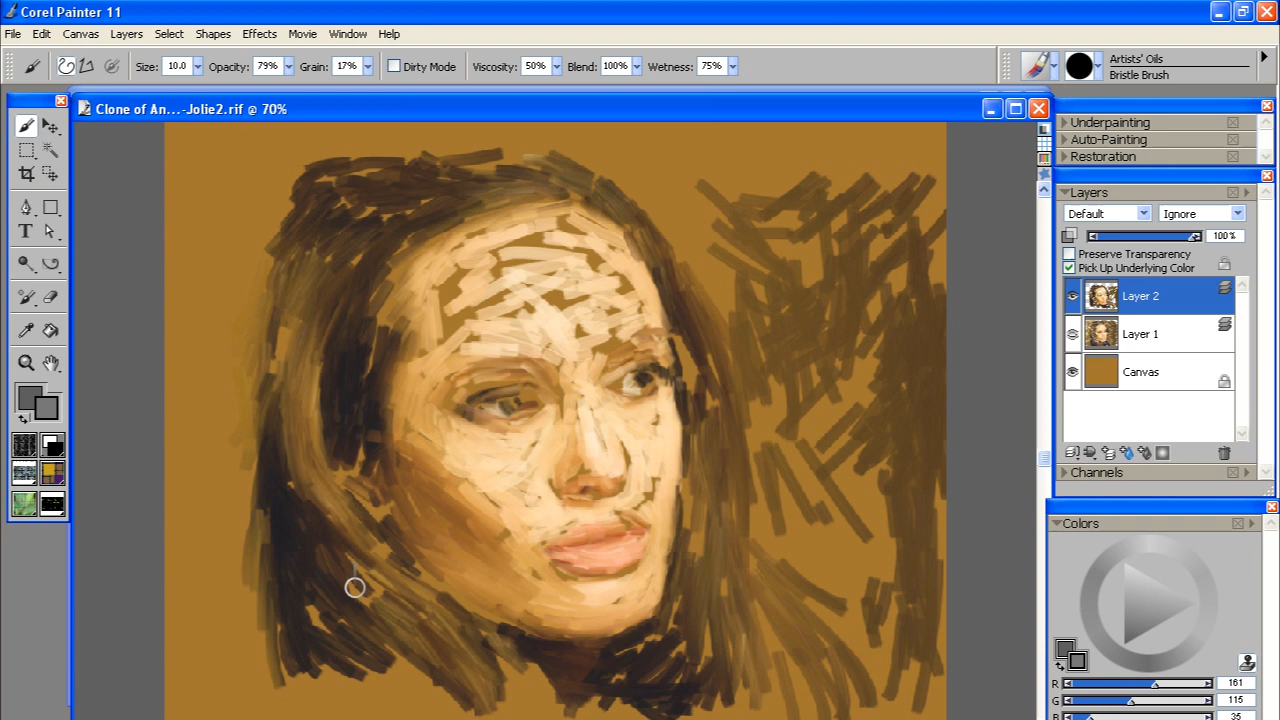 Corel Painter 11
File Edit Canvas Layers Select Shapes Effects Movie Window Help
Size: 10.0 Opacity: 79% Grain: 17% Dirty Mode Viscosity: 50% Blend: 100% Wetness: 75%
Artists' Oils
Bristle Brush
Clone of An...-Jolie2.rif @ 70%
Underpainting
Auto-Painting
Restoration
Layers
Default Ignore
100%
Preserve Transparency
Pick Up Underlying Color
Layer 2
Layer 1
Canvas
T
Channels
Colors
R 161
G 115
B 35